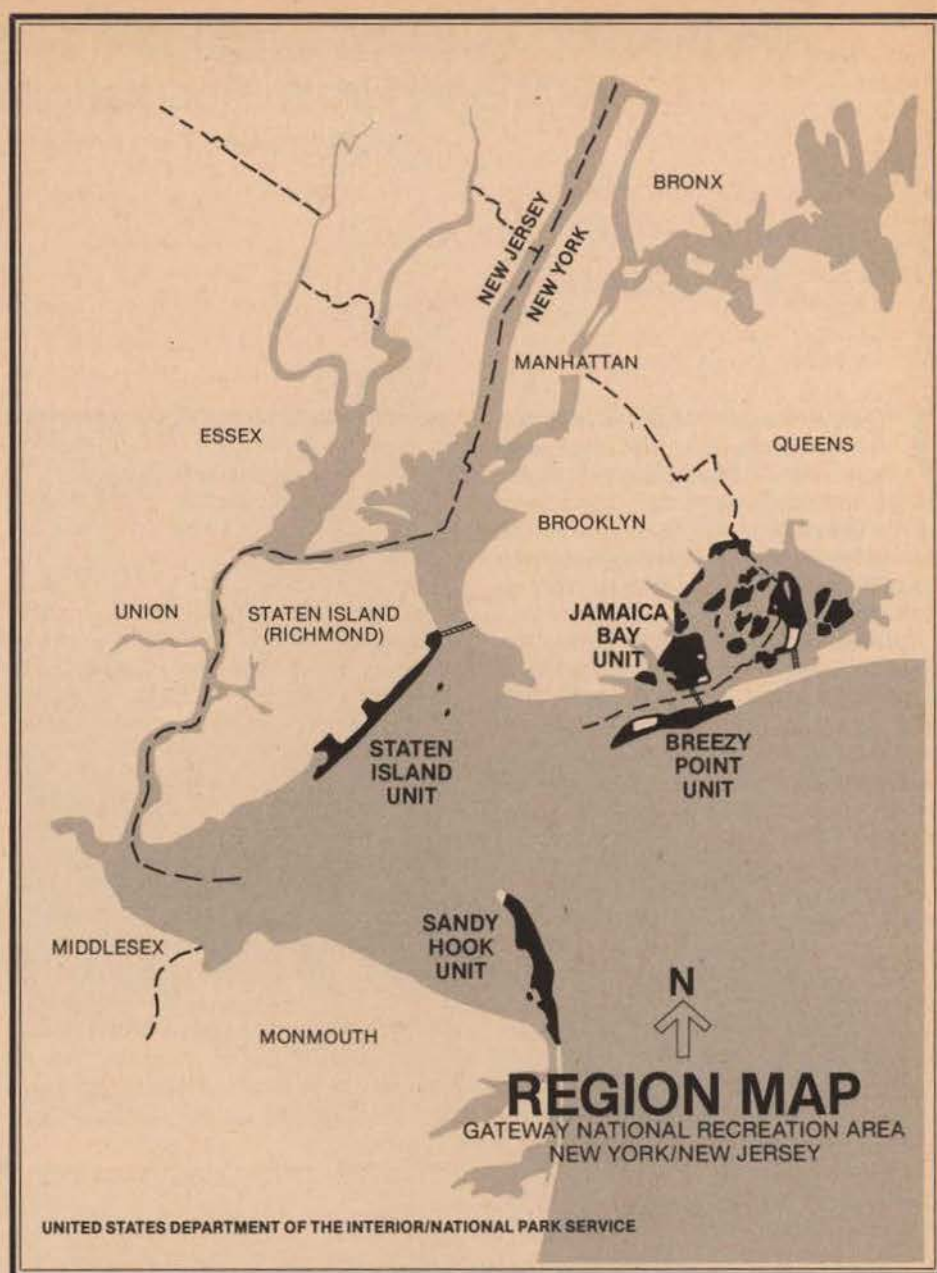 BRONX
NEW JERSEY
NEW YORK
MANHATTAN
ESSEX
QUEENS
BROOKLYN
UNION
STATEN ISLAND
(RICHMOND)
JAMAICA
BAY
UNIT
STATEN
ISLAND
UNIT
BREEZY
POINT
UNIT
SANDY
HOOK
UNIT
MIDDLESEX
MONMOUTH
N
REGION MAP
GATEWAY NATIONAL RECREATION AREA
NEW YORK/NEW JERSEY
UNITED STATES DEPARTMENT OF THE INTERIOR/NATIONAL PARK SERVICE